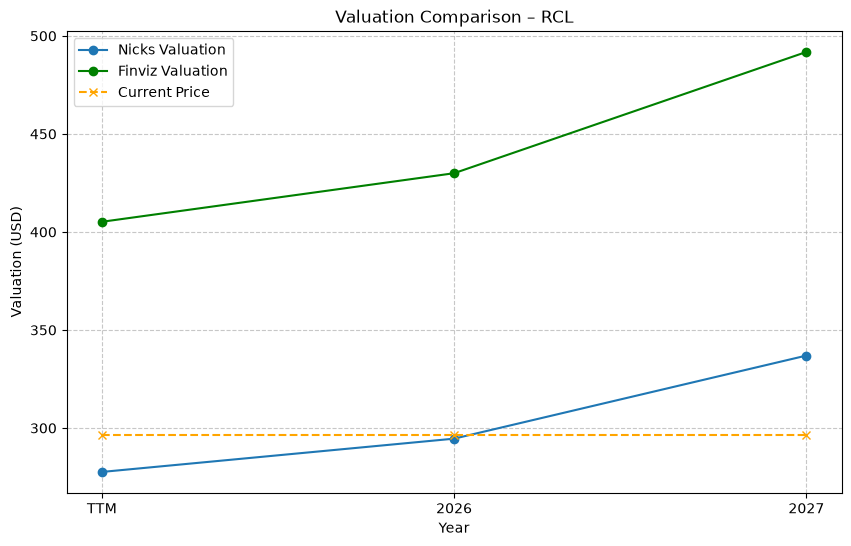 Valuation Comparison – RCL
Nicks Valuation
Finviz Valuation
Current Price
500
450
400
350
300
Valuation (USD)
TTM
2026
2027
Year